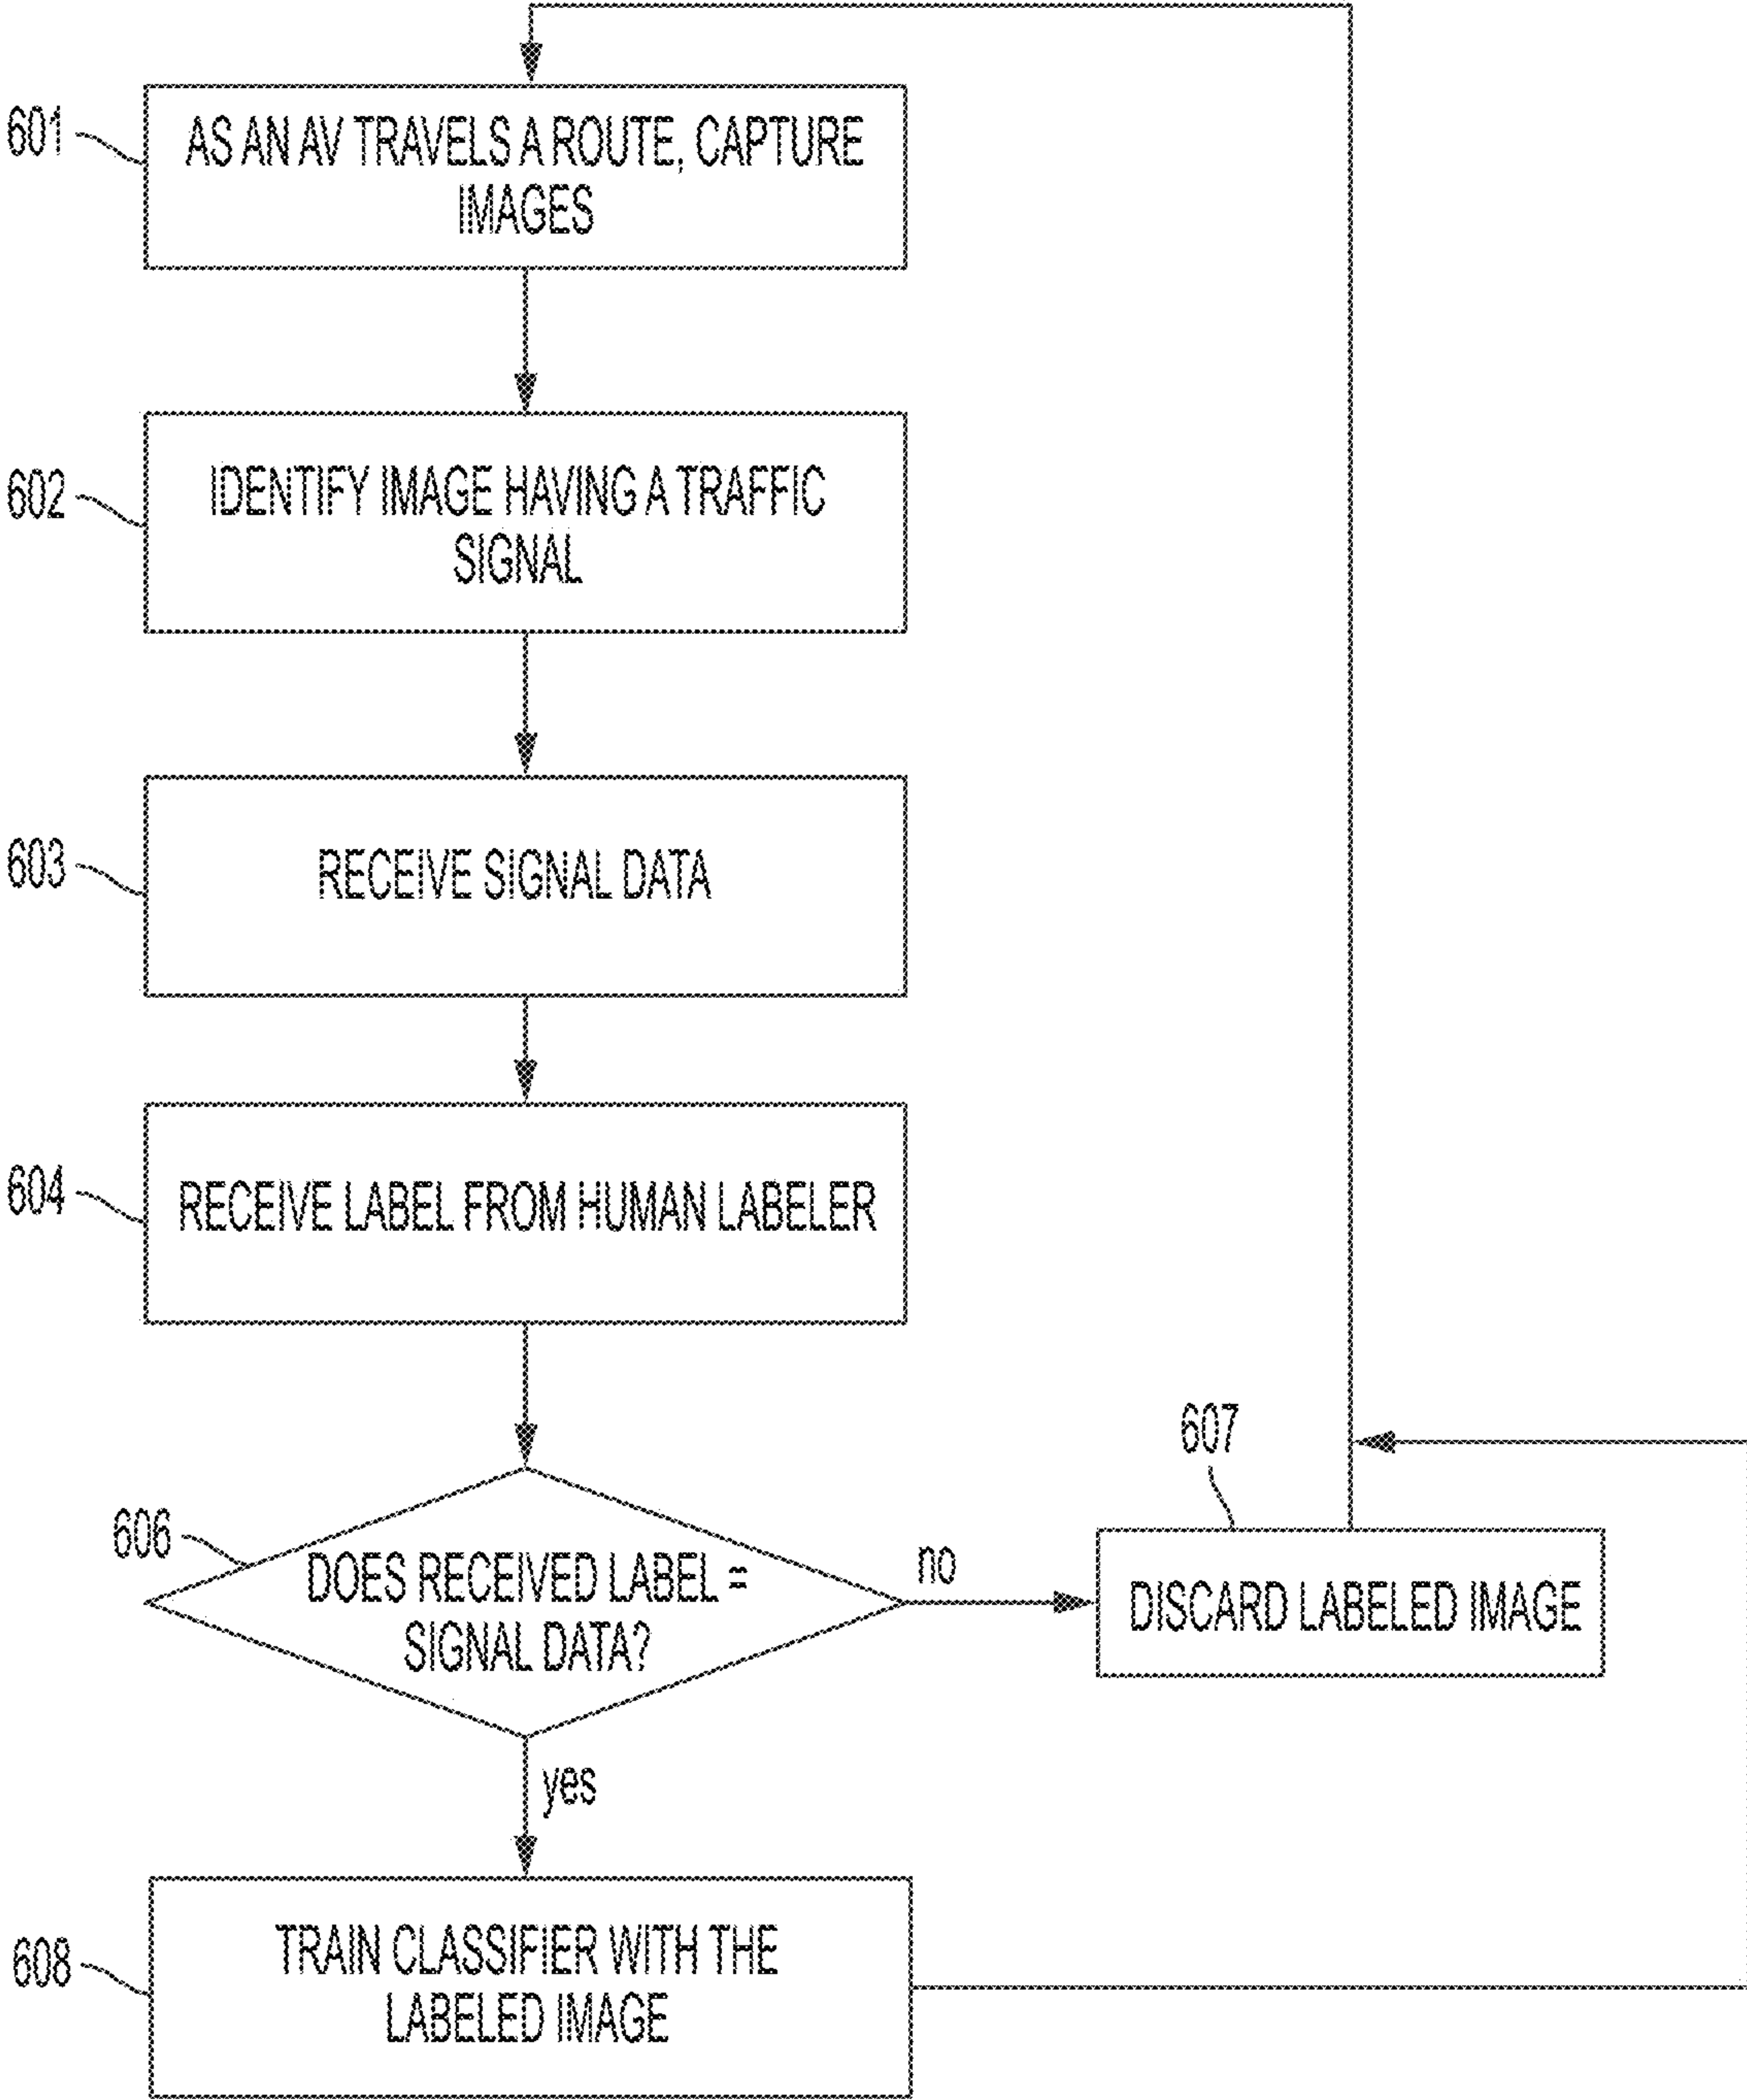 601
AS AN AV TRAVELS A ROUTE, CAPTURE
IMAGES
602
IDENTIFY IMAGE HAVING A TRAFFIC
SIGNAL
603
RECEIVE SIGNAL DATA
604
RECEIVE LABEL FROM HUMAN LABELER
606
DOES RECEIVED LABEL =
SIGNAL DATA?
no
607
DISCARD LABELED IMAGE
yes
608
TRAIN CLASSIFIER WITH THE
LABELED IMAGE